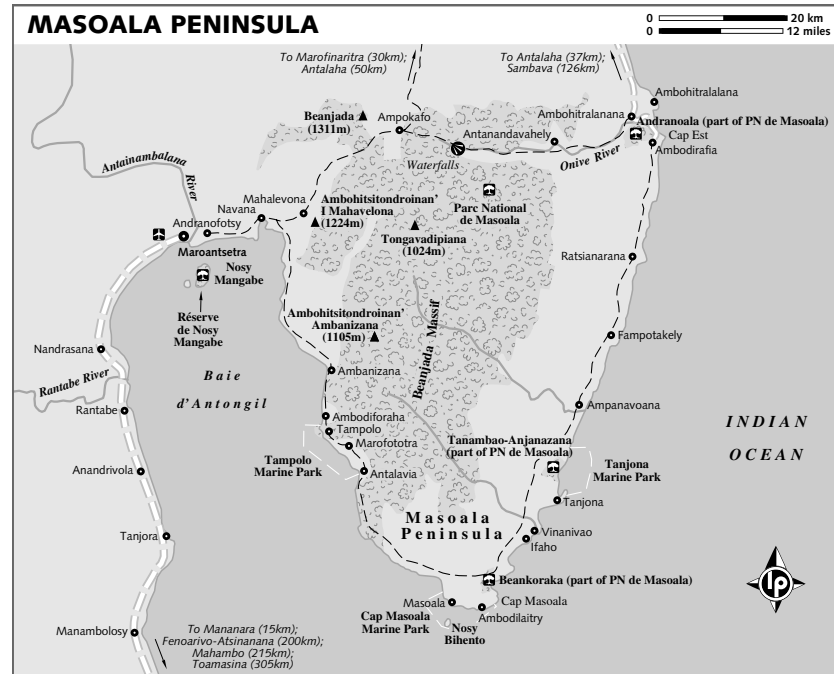 MASOALA PENINSULA
0 20 km
0 12 miles
To Marofinaritra (30km);
Antalaha (50km)
To Antalaha (37km);
Sambava (126km)
Ambohitralalana
Beanjada
(1311m)
Ampokafo
Ambohitralanana
Andranoala (part of PN de Masoala)
Antanandavahely
Cap Est
Ambodirafia
Waterfalls
Onive River
Antainambalana
River
Mahalevona
Navana
Andranofotsy
Ambohitsitondroinan'
I Mahavelona
(1224m)
Parc National
de Masoala
Tongavadipiana
(1024m)
Maroantsetra
Nosy
Mangabe
Ratsianarana
Réserve
de Nosy
Mangabe
Ambohitsitondroinan'
Ambanizana
(1105m)
Beanjada Massif
Fampotakely
Nandrasana
Rantabe River
Baie
d'Antongil
Ambanizana
Rantabe
Ampanavoana
Ambodiforaha
Tampolo
Marofototra
INDIAN
OCEAN
Tanambao-Anjanazana
(part of PN de Masoala)
Tampolo
Marine Park
Anandrivola
Antalavia
Tanjona
Marine Park
Tanjona
Masoala
Peninsula
Tanjora
Vinanivao
Ifaho
Beankoraka (part of PN de Masoala)
Masoala
Cap Masoala
Cap Masoala
Marine Park
Ambodilaitry
Nosy
Bihento
Manambolosy
To Mananara (15km);
Fenoarivo-Atsinanana (200km);
Mahambo (215km);
Toamasina (305km)
lp